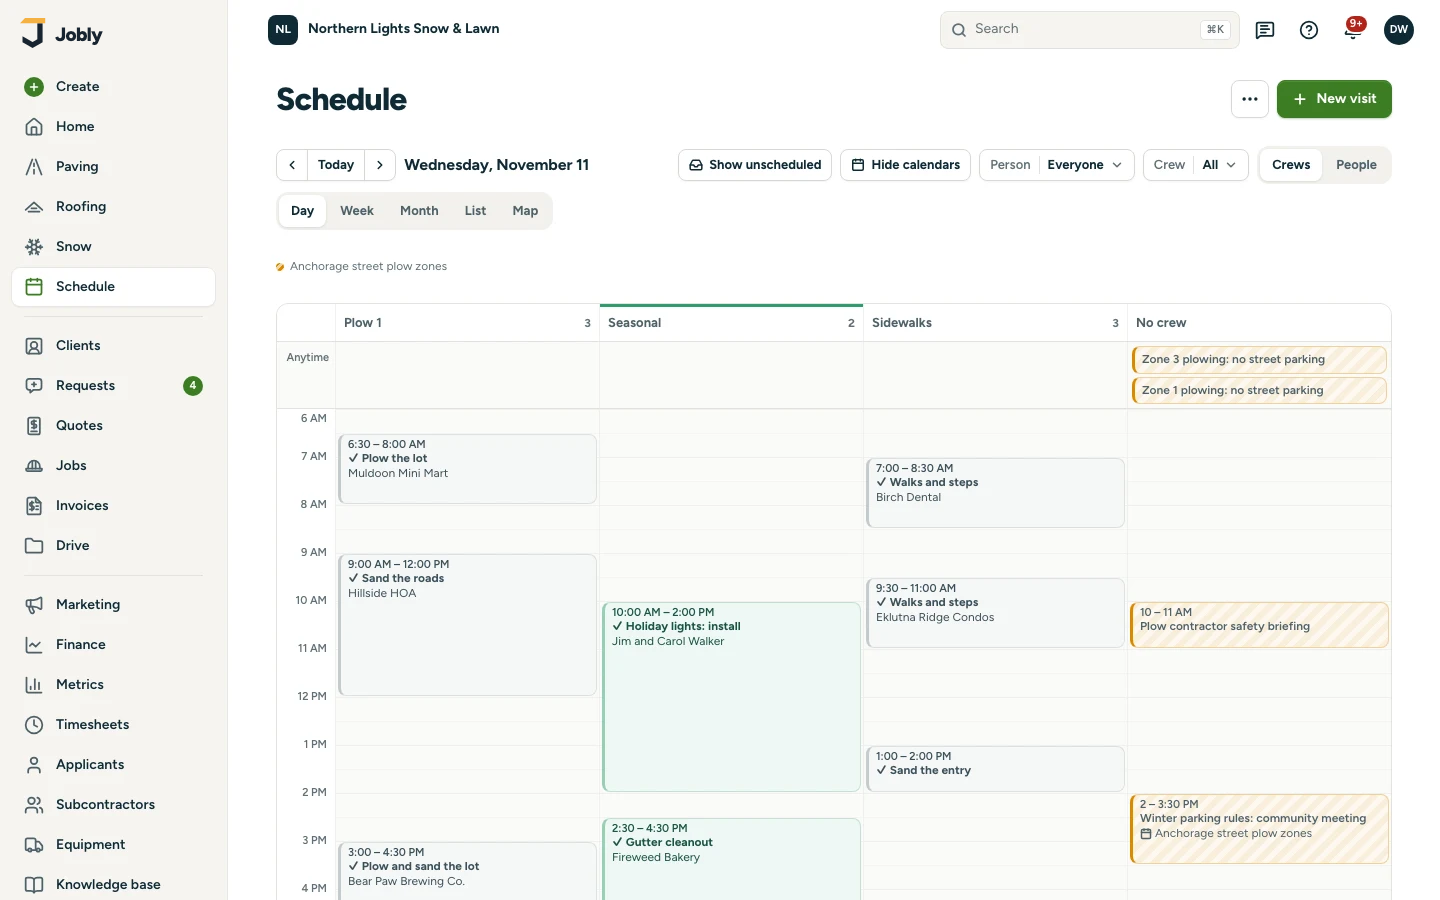 Jobly
NL
Northern Lights Snow & Lawn
Search
⌘K
9+
DW
Create
Home
Paving
Roofing
Snow
Schedule
Clients
Requests
4
Quotes
Jobs
Invoices
Drive
Marketing
Finance
Metrics
Timesheets
Applicants
Subcontractors
Equipment
Knowledge base
Schedule
New visit
Today
Wednesday, November 11
Show unscheduled
Hide calendars
Person Everyone
Crew All
Crews
People
Day
Week
Month
List
Map
Anchorage street plow zones
Plow 1
3
Seasonal
2
Sidewalks
3
No crew
Anytime
Zone 3 plowing: no street parking
Zone 1 plowing: no street parking
6 AM
7 AM
8 AM
9 AM
10 AM
11 AM
12 PM
1 PM
2 PM
3 PM
4 PM
6:30 – 8:00 AM
✓ Plow the lot
Muldoon Mini Mart
9:00 AM – 12:00 PM
✓ Sand the roads
Hillside HOA
3:00 – 4:30 PM
✓ Plow and sand the lot
Bear Paw Brewing Co.
10:00 AM – 2:00 PM
✓ Holiday lights: install
Jim and Carol Walker
2:30 – 4:30 PM
✓ Gutter cleanout
Fireweed Bakery
7:00 – 8:30 AM
✓ Walks and steps
Birch Dental
9:30 – 11:00 AM
✓ Walks and steps
Eklutna Ridge Condos
1:00 – 2:00 PM
✓ Sand the entry
10 – 11 AM
Plow contractor safety briefing
2 – 3:30 PM
Winter parking rules: community meeting
Anchorage street plow zones